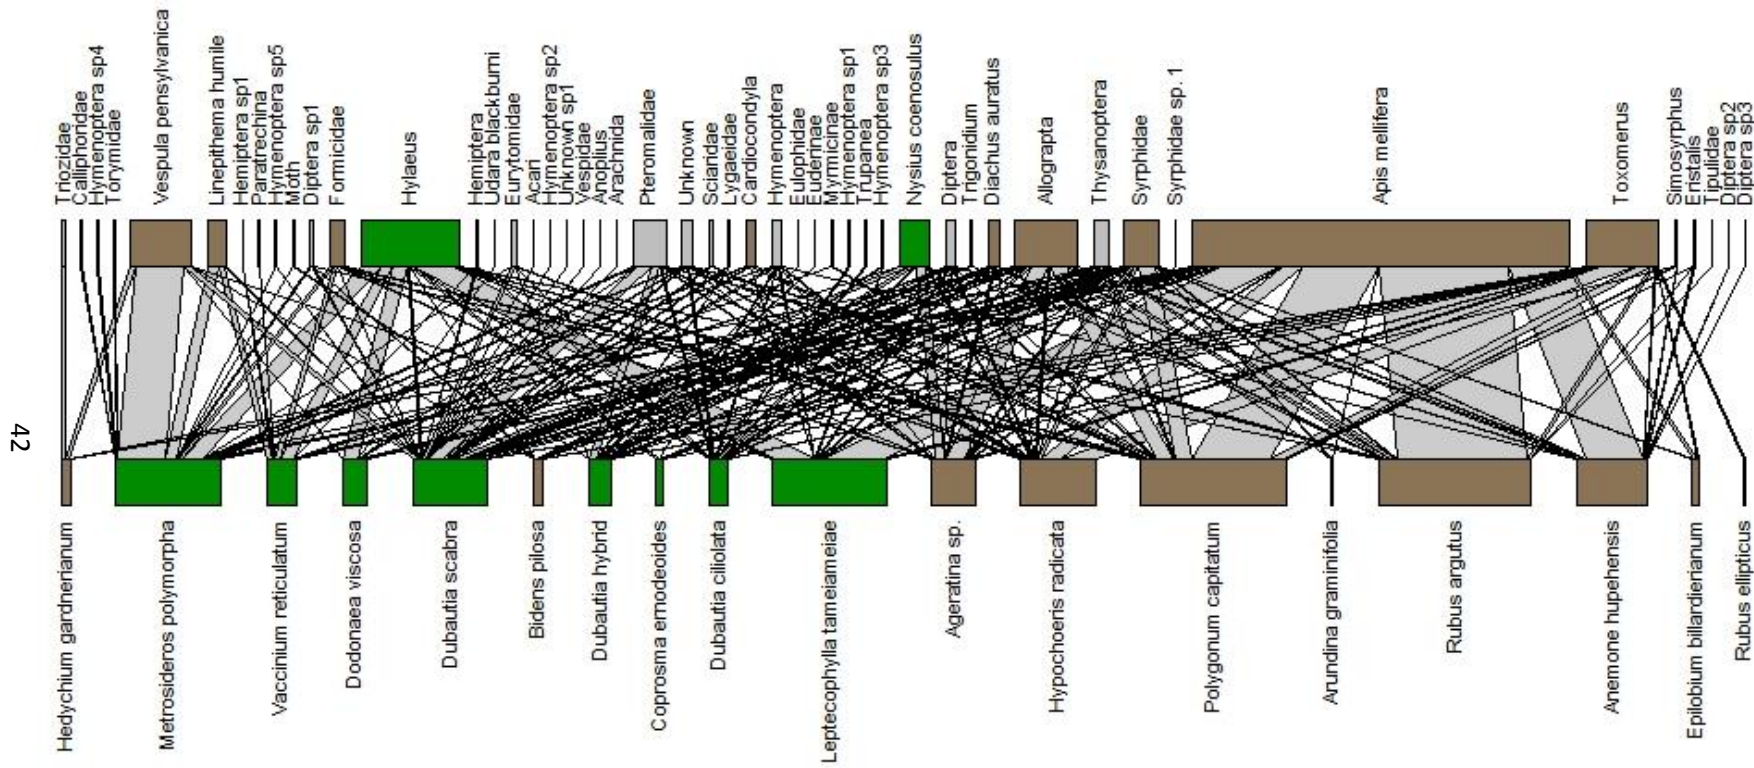 Triozidae
Calliphoridae
Hymenoptera sp4
Torymidae
Vespula pensylvanica
Linepithema humile
Hemiptera sp1
Paratrechina
Hymenoptera sp5
Moth
Diptera sp1
Formicidae
Hylaeus
Hemiptera
Udara blackburni
Eurytomidae
Acari
Hymenoptera sp2
Unknown sp1
Vespidae
Anoplius
Arachnida
Pteromalidae
Unknown
Sciaridae
Lygaeidae
Cardiocondyla
Hymenoptera
Eulophidae
Euderinae
Myrmicinae
Hymenoptera sp1
Trupanea
Hymenoptera sp3
Nysius coenosulus
Diptera
Trigonidium
Diachus auratus
Allograpta
Thysanoptera
Syrphidae
Syrphidae sp. 1
Apis mellifera
Toxomerus
Simosyrphus
Eristalis
Tipulidae
Diptera sp2
Diptera sp3
42
Hedychium gardnerianum
Metrosideros polymorpha
Vaccinium reticulatum
Dodonaea viscosa
Dubautia scabra
Bidens pilosa
Dubautia hybrid
Coprosma ernodeoides
Dubautia ciliolata
Leptecophylla tameiameiae
Ageratina sp.
Hypochoeris radicata
Polygonum capitatum
Arundina graminifolia
Rubus argutus
Anemone hupehensis
Epilobium billardierianum
Rubus ellipticus